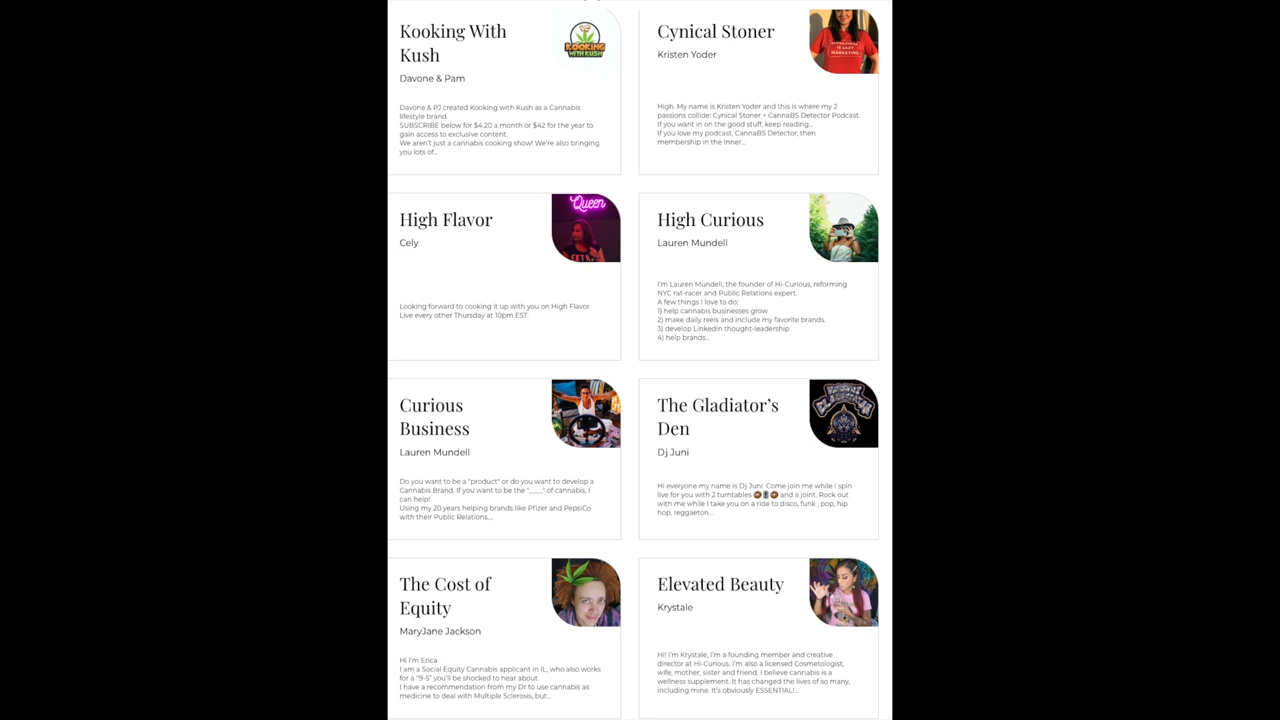 Kooking With
Kush
Davone & Pam
Davone & PJ created Kooking with Kush as a Cannabis
lifestyle brand.
SUBSCRIBE below for $4.20 a month or $42 for the year to
gain access to exclusive content.
We aren't just a cannabis cooking show! We're also bringing
you lots of...
KOOKING
WITH KUSH
Cynical Stoner
Kristen Yoder
High. My name is Kristen Yoder and this is where my 2
passions collide: Cynical Stoner + CannaBS Detector Podcast.
If you want in on the good stuff, keep reading...
If you love my podcast, CannaBS Detector, then
membership in the Inner...
IS LAZY
MARKETING
High Flavor
Cely
Looking forward to cooking it up with you on High Flavor
Live every other Thursday at 10pm EST.
Queen
High Curious
Lauren Mundell
I'm Lauren Mundell, the founder of Hi-Curious, reforming
NYC rat-racer and Public Relations expert.
A few things I love to do:
1) help cannabis businesses grow
2) make daily reels and include my favorite brands.
3) develop LinkedIn thought-leadership
4) help brands...
Curious
Business
Lauren Mundell
Do you want to be a "product" or do you want to develop a
Cannabis Brand. If you want to be the "____" of cannabis, I
can help!
Using my 20 years helping brands like Pfizer and PepsiCo
with their Public Relations,...
The Gladiator's
Den
Dj Juni
Hi everyone my name is Dj Juni. Come join me while I spin
live for you with 2 turntables and a joint. Rock out
with me while I take you on a ride to disco, funk , pop, hip
hop, reggaeton...
The Cost of
Equity
MaryJane Jackson
Hi I'm Erica
I am a Social Equity Cannabis applicant in IL, who also works
for a "9-5" you'll be shocked to hear about.
I have a recommendation from my Dr to use cannabis as
medicine to deal with Multiple Sclerosis, but...
Elevated Beauty
Krystale
Hi! I'm Krystale, I'm a founding member and creative
director at Hi-Curious. I'm also a licensed Cosmetologist,
wife, mother, sister and friend. I believe cannabis is a
wellness supplement. It has changed the lives of so many,
including mine. It's obviously ESSENTIAL!...